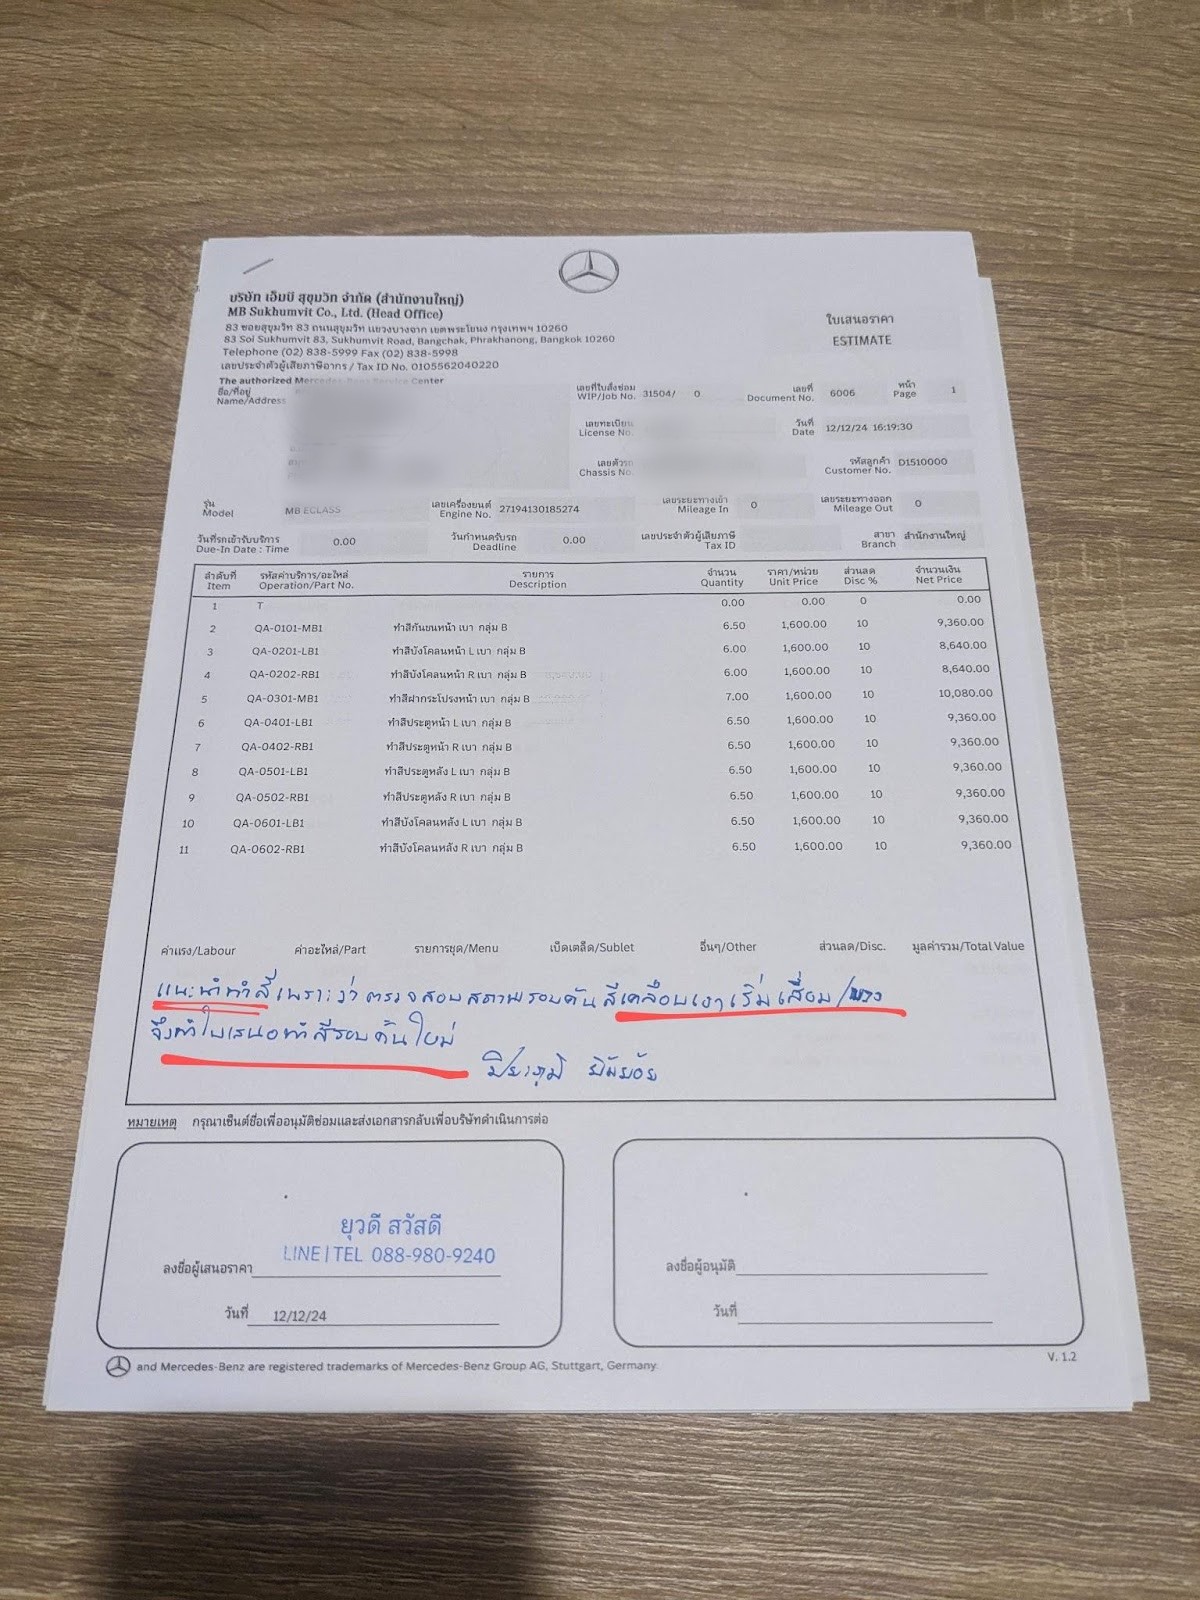 บริษัท เอ็มบี สุขุมวิท จำกัด (สำนักงานใหญ่)
MB Sukhumvit Co., Ltd. (Head Office)
83 ซอยสุขุมวิท 83 ถนนสุขุมวิท แขวงบางจาก เขตพระโขนง กรุงเทพฯ 10260
83 Soi Sukhumvit 83, Sukhumvit Road, Bangchak, Phrakhanong, Bangkok 10260
Telephone (02) 838-5999 Fax (02) 838-5998
เลขประจำตัวผู้เสียภาษีอากร / Tax ID No. 0105562040220
The authorized Mercedes-Benz Service Center
ใบเสนอราคา
ESTIMATE
ชื่อ/ที่อยู่
Name/Address
เลขที่ใบสั่งซ่อม
WIP/Job No. 31504/ 0
เลขที่
Document No. 6006
หน้า
Page 1
เลขทะเบียน
License No.
วันที่
Date 12/12/24 16:19:30
เลขตัวรถ
Chassis No.
รหัสลูกค้า
Customer No. D1510000
รุ่น
Model MB ECLASS
เลขเครื่องยนต์
Engine No. 27194130185274
เลขระยะทางเข้า
Mileage In 0
เลขระยะทางออก
Mileage Out 0
วันที่รถเข้ารับบริการ
Due-In Date : Time 0.00
วันกำหนดรับรถ
Deadline 0.00
เลขประจำตัวผู้เสียภาษี
Tax ID
สาขา
Branch สำนักงานใหญ่
ลำดับที่ รหัสค่าบริการ/อะไหล่ รายการ จำนวน ราคา/หน่วย ส่วนลด จำนวนเงิน
Item Operation/Part No. Description Quantity Unit Price Disc % Net Price
1 T 0.00 0.00 0 0.00
2 QA-0101-MB1 ทำสีกันชนหน้า เบา กลุ่ม B 6.50 1,600.00 10 9,360.00
3 QA-0201-LB1 ทำสีบังโคลนหน้า L เบา กลุ่ม B 6.00 1,600.00 10 8,640.00
4 QA-0202-RB1 ทำสีบังโคลนหน้า R เบา กลุ่ม B 6.00 1,600.00 10 8,640.00
5 QA-0301-MB1 ทำสีฝากระโปรงหน้า เบา กลุ่ม B 7.00 1,600.00 10 10,080.00
6 QA-0401-LB1 ทำสีประตูหน้า L เบา กลุ่ม B 6.50 1,600.00 10 9,360.00
7 QA-0402-RB1 ทำสีประตูหน้า R เบา กลุ่ม B 6.50 1,600.00 10 9,360.00
8 QA-0501-LB1 ทำสีประตูหลัง L เบา กลุ่ม B 6.50 1,600.00 10 9,360.00
9 QA-0502-RB1 ทำสีประตูหลัง R เบา กลุ่ม B 6.50 1,600.00 10 9,360.00
10 QA-0601-LB1 ทำสีบังโคลนหลัง L เบา กลุ่ม B 6.50 1,600.00 10 9,360.00
11 QA-0602-RB1 ทำสีบังโคลนหลัง R เบา กลุ่ม B 6.50 1,600.00 10 9,360.00
ค่าแรง/Labour ค่าอะไหล่/Part รายการชุด/Menu เบ็ดเตล็ด/Sublet อื่นๆ/Other ส่วนลด/Disc. มูลค่ารวม/Total Value
แนะนำทำสีเพราะว่าตรวจสอบสภาพรอบคันสีเคลือบเงาเริ่มเสื่อม/บาง
จึงทำใบเสนอทำสีรอบคันใหม่
หมายเหตุ กรุณาเซ็นต์ชื่อเพื่ออนุมัติซ่อมและส่งเอกสารกลับเพื่อบริษัทดำเนินการต่อ
ยุวดี สวัสดี
LINE|TEL 088-980-9240
ลงชื่อผู้เสนอราคา
วันที่ 12/12/24
ลงชื่อผู้อนุมัติ
วันที่
and Mercedes-Benz are registered trademarks of Mercedes-Benz Group AG, Stuttgart, Germany.
V. 1.2